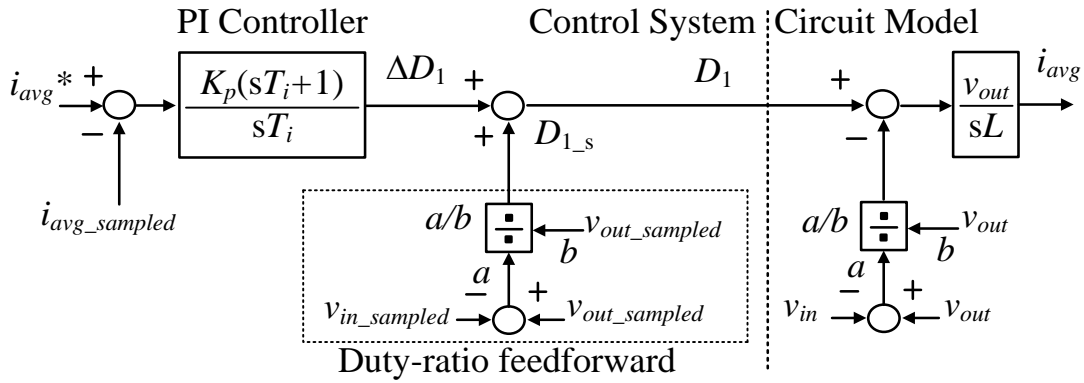 PI Controller
Control System
Circuit Model
i_avg* + −
K_p(sT_i+1)
sT_i
ΔD_1
+
+
D_1_s
D_1
+
−
v_out
sL
i_avg
i_avg_sampled
a/b
÷
v_out_sampled
b
a
−
+
v_in_sampled
v_out_sampled
Duty-ratio feedforward
a/b
÷
v_out
b
a
−
+
v_in
v_out